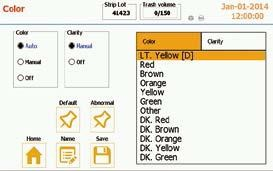 Color
Strip Lot
41423
Trash volume
0/150
Jan-01-2014
12:00:00
Color
Auto
Manual
Off
Clarity
Manual
Off
Default
Abnormal
Home
Name
Save
Color
Clarity
LT. Yellow [D]
Red
Brown
Orange
Yellow
Green
Other
DK. Red
DK. Brown
DK. Orange
DK. Yellow
DK. Green